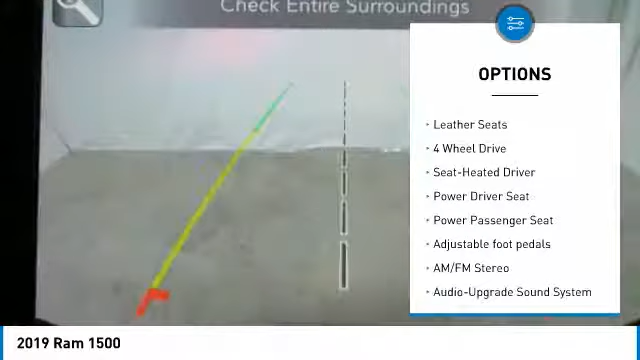 Check Entire Surroundings
OPTIONS
Leather Seats
4 Wheel Drive
Seat-Heated Driver
Power Driver Seat
Power Passenger Seat
Adjustable foot pedals
AM/FM Stereo
Audio-Upgrade Sound System
2019 Ram 1500